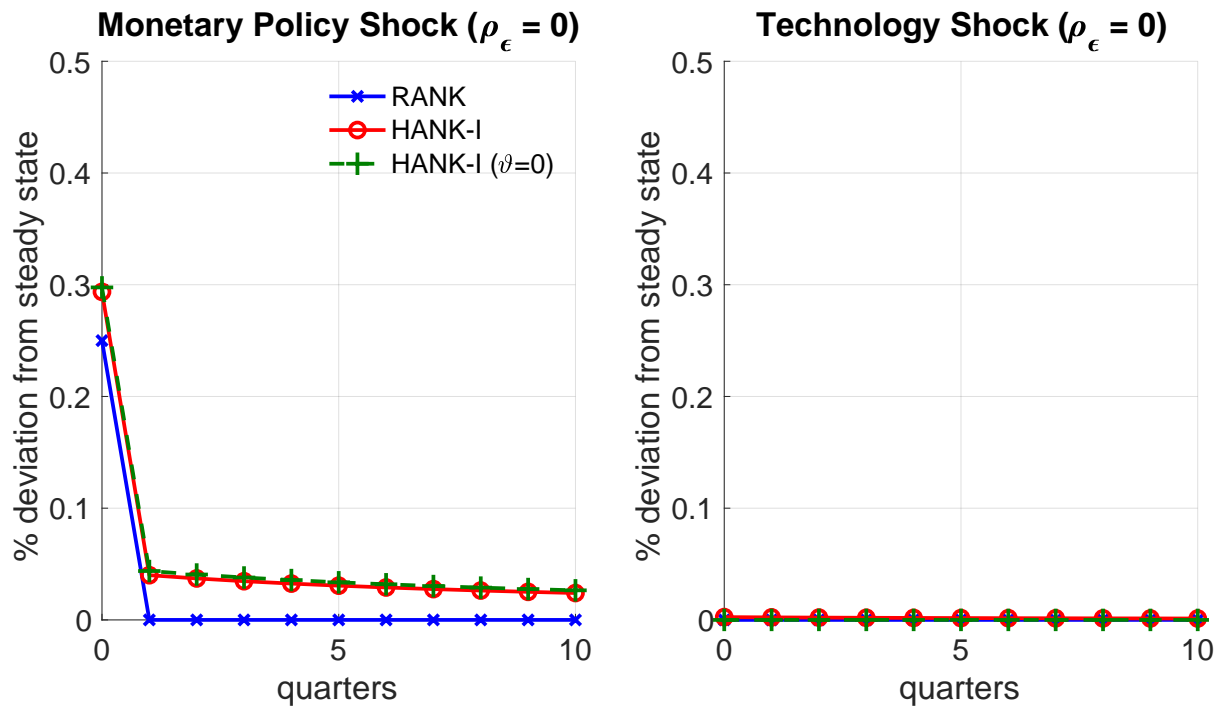 Monetary Policy Shock (ρϵ = 0)
% deviation from steady state
0.5
0.4
0.3
0.2
0.1
0
RANK
HANK-I
HANK-I (ϑ=0)
0 5 10
quarters
Technology Shock (ρϵ = 0)
% deviation from steady state
0.5
0.4
0.3
0.2
0.1
0
0 5 10
quarters